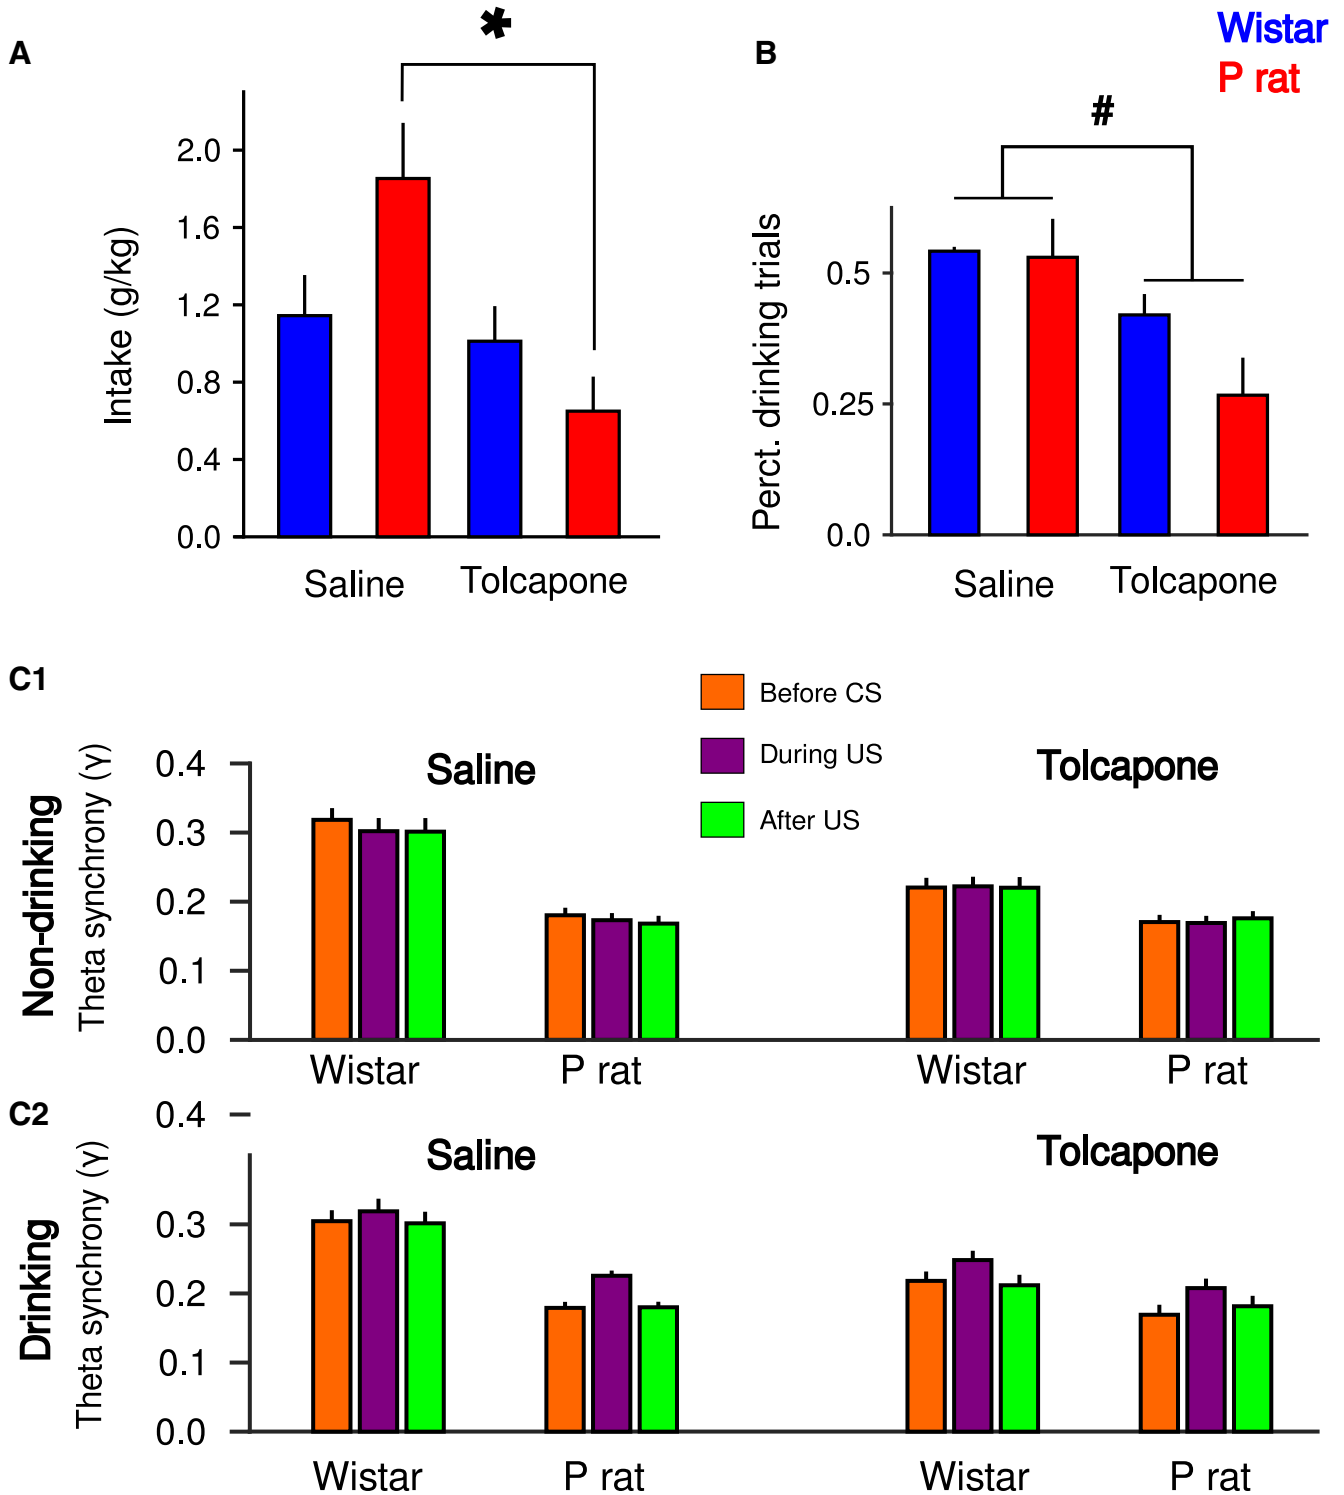 A
*
B
Wistar
P rat
#
Intake (g/kg)
2.0
1.6
1.2
0.8
0.4
0.0
Saline
Tolcapone
Perct. drinking trials
0.5
0.25
0.0
Saline
Tolcapone
C1
Before CS
During US
After US
Non-drinking
Theta synchrony (γ)
0.4
0.3
0.2
0.1
0.0
Saline
Tolcapone
Wistar
P rat
Wistar
P rat
C2
Drinking
Theta synchrony (γ)
0.4
0.3
0.2
0.1
0.0
Saline
Tolcapone
Wistar
P rat
Wistar
P rat